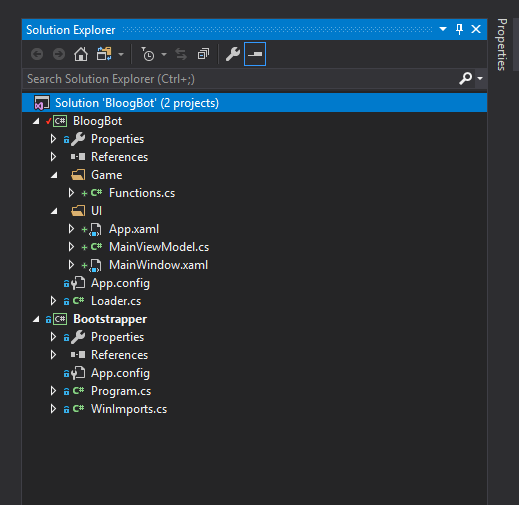 Solution Explorer
Properties
Search Solution Explorer (Ctrl+;)
Solution 'BloogBot' (2 projects)
C# BloogBot
Properties
References
Game
C# Functions.cs
UI
App.xaml
C# MainViewModel.cs
MainWindow.xaml
App.config
C# Loader.cs
C# Bootstrapper
Properties
References
App.config
C# Program.cs
C# WinImports.cs